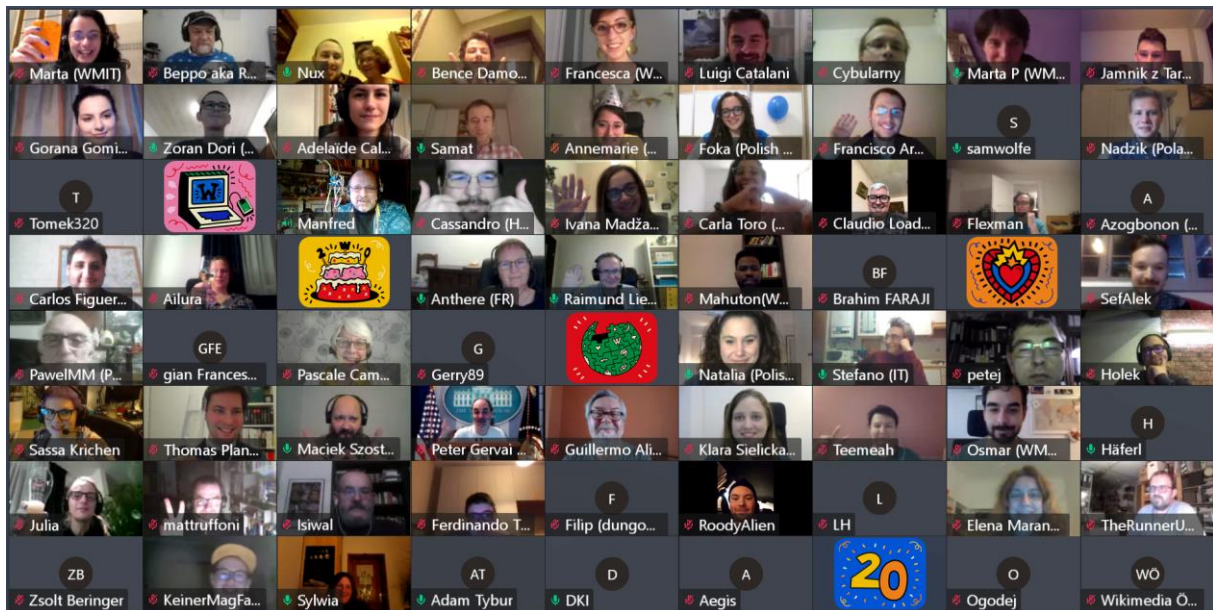 Marta (WMIT)
Beppo aka R...
Nux
Bence Damo...
Francesca (W...
Luigi Catalani
Cybularny
Marta P (WM...
Jamnik z Tar...
Gorana Gomi...
Zoran Dori (...
Adelaïde Cal...
Samat
Annemarie (...
Foka (Polish ...
Francisco Ar...
S
samwolfe
Nadzik (Pola...
T
Tomek320
W
Manfred
Cassandro (H...
Ivana Madža...
Carla Toro (...
Claudio Load...
Flexman
A
Azogbonon (...
Carlos Figuer...
Ailura
Anthere (FR)
Raimund Lie...
Mahuton(W...
BF
Brahim FARAJI
SefAlek
PawelMM (P...
GFE
gian Frances...
Pascale Cam...
G
Gerry89
Natalia (Polis...
Stefano (IT)
petej
Holek
Sassa Krichen
Thomas Plan...
Maciek Szost...
Peter Gervai ...
Guillermo Ali...
Klara Sielicka...
Teemeah
Osmar (WM...
H
Häferl
Julia
mattruffoni
Isiwal
Ferdinando T...
F
Filip (dungo...
RoodyAlien
L
LH
Elena Maran...
TheRunnerU...
ZB
Zsolt Beringer
KeinerMagFa...
Sylwia
AT
Adam Tybur
D
DKI
A
Aegis
20
O
Ogodej
WÖ
Wikimedia Ö...